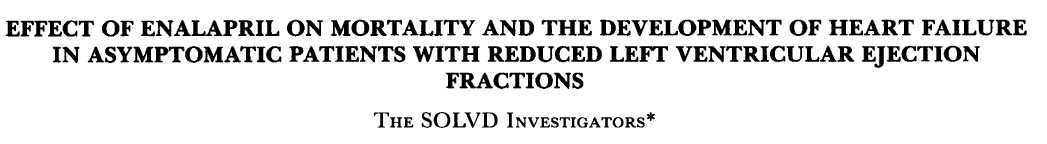 EFFECT OF ENALAPRIL ON MORTALITY AND THE DEVELOPMENT OF HEART FAILURE
IN ASYMPTOMATIC PATIENTS WITH REDUCED LEFT VENTRICULAR EJECTION
FRACTIONS
THE SOLVD INVESTIGATORS*